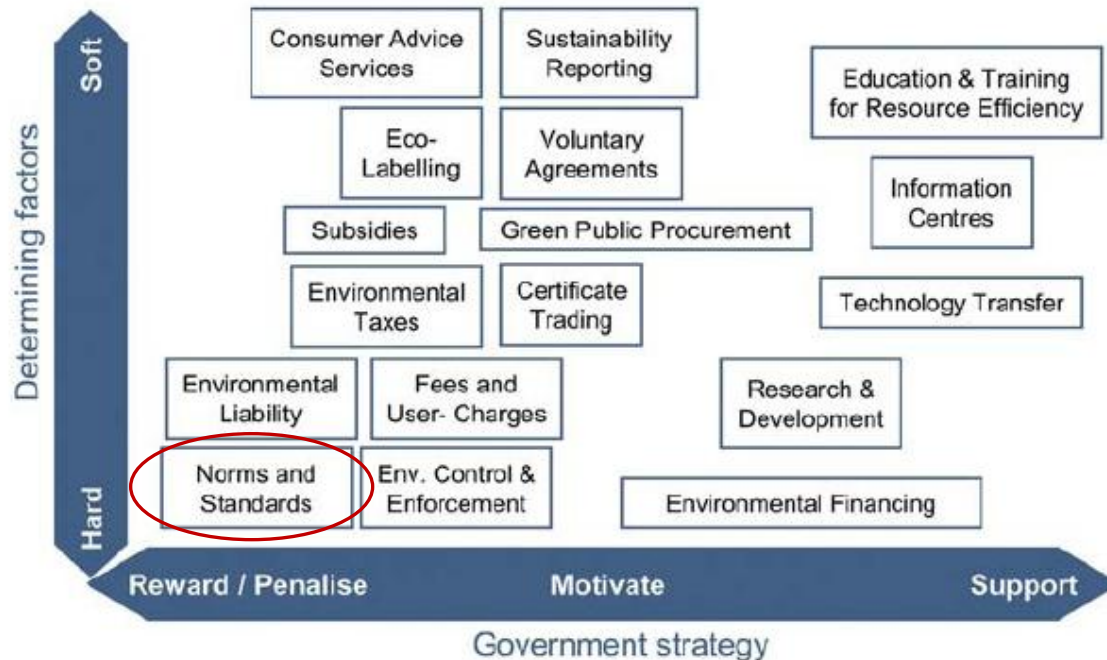 Soft
Determining factors
Hard
Consumer Advice
Services
Sustainability
Reporting
Education & Training
for Resource Efficiency
Eco-
Labelling
Voluntary
Agreements
Information
Centres
Subsidies
Green Public Procurement
Environmental
Taxes
Certificate
Trading
Technology Transfer
Environmental
Liability
Fees and
User- Charges
Research &
Development
Norms and
Standards
Env. Control &
Enforcement
Environmental Financing
Reward / Penalise
Motivate
Support
Government strategy